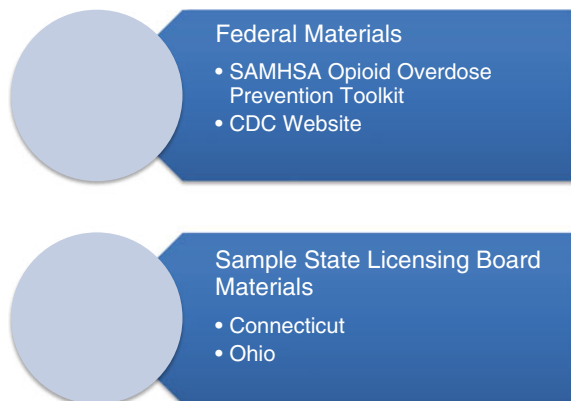 Federal Materials
• SAMHSA Opioid Overdose
Prevention Toolkit
• CDC Website
Sample State Licensing Board
Materials
• Connecticut
• Ohio